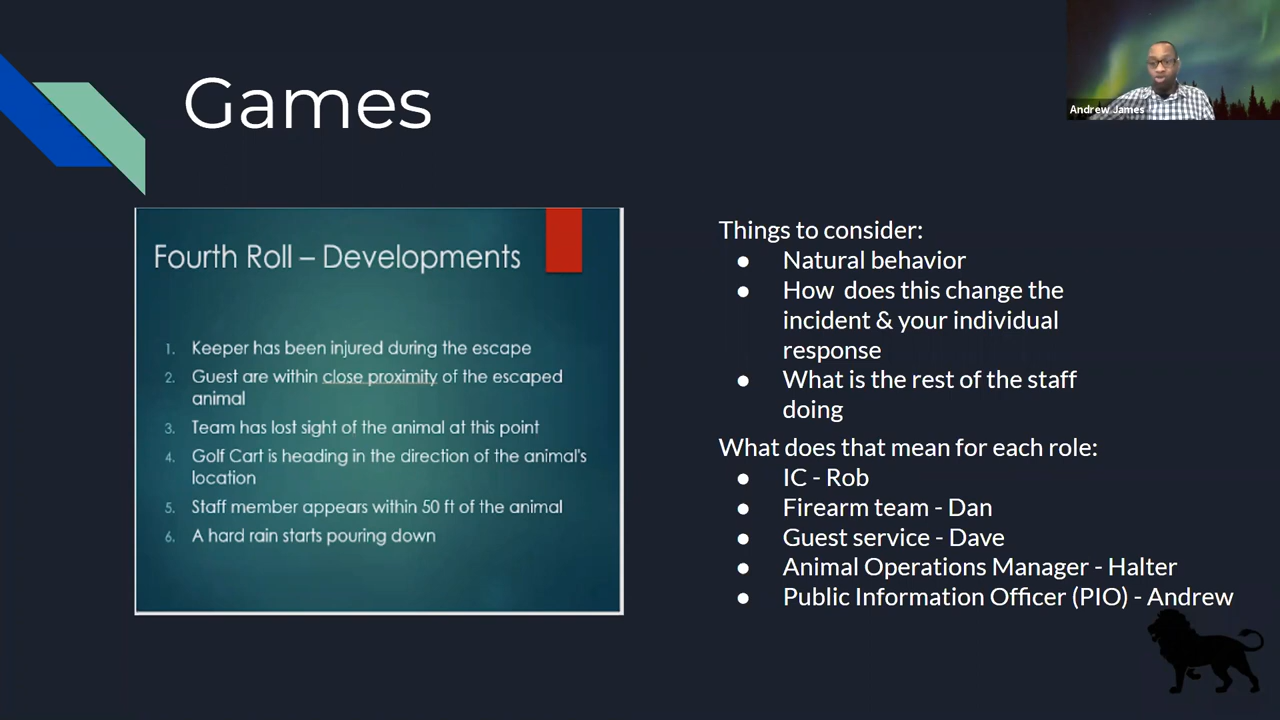 Games
Andrew James
Fourth Roll – Developments
1. Keeper has been injured during the escape
2. Guest are within close proximity of the escaped
animal
3. Team has lost sight of the animal at this point
4. Golf Cart is heading in the direction of the animal's
location
5. Staff member appears within 50 ft of the animal
6. A hard rain starts pouring down
Things to consider:
● Natural behavior
● How does this change the
incident & your individual
response
● What is the rest of the staff
doing
What does that mean for each role:
● IC - Rob
● Firearm team - Dan
● Guest service - Dave
● Animal Operations Manager - Halter
● Public Information Officer (PIO) - Andrew